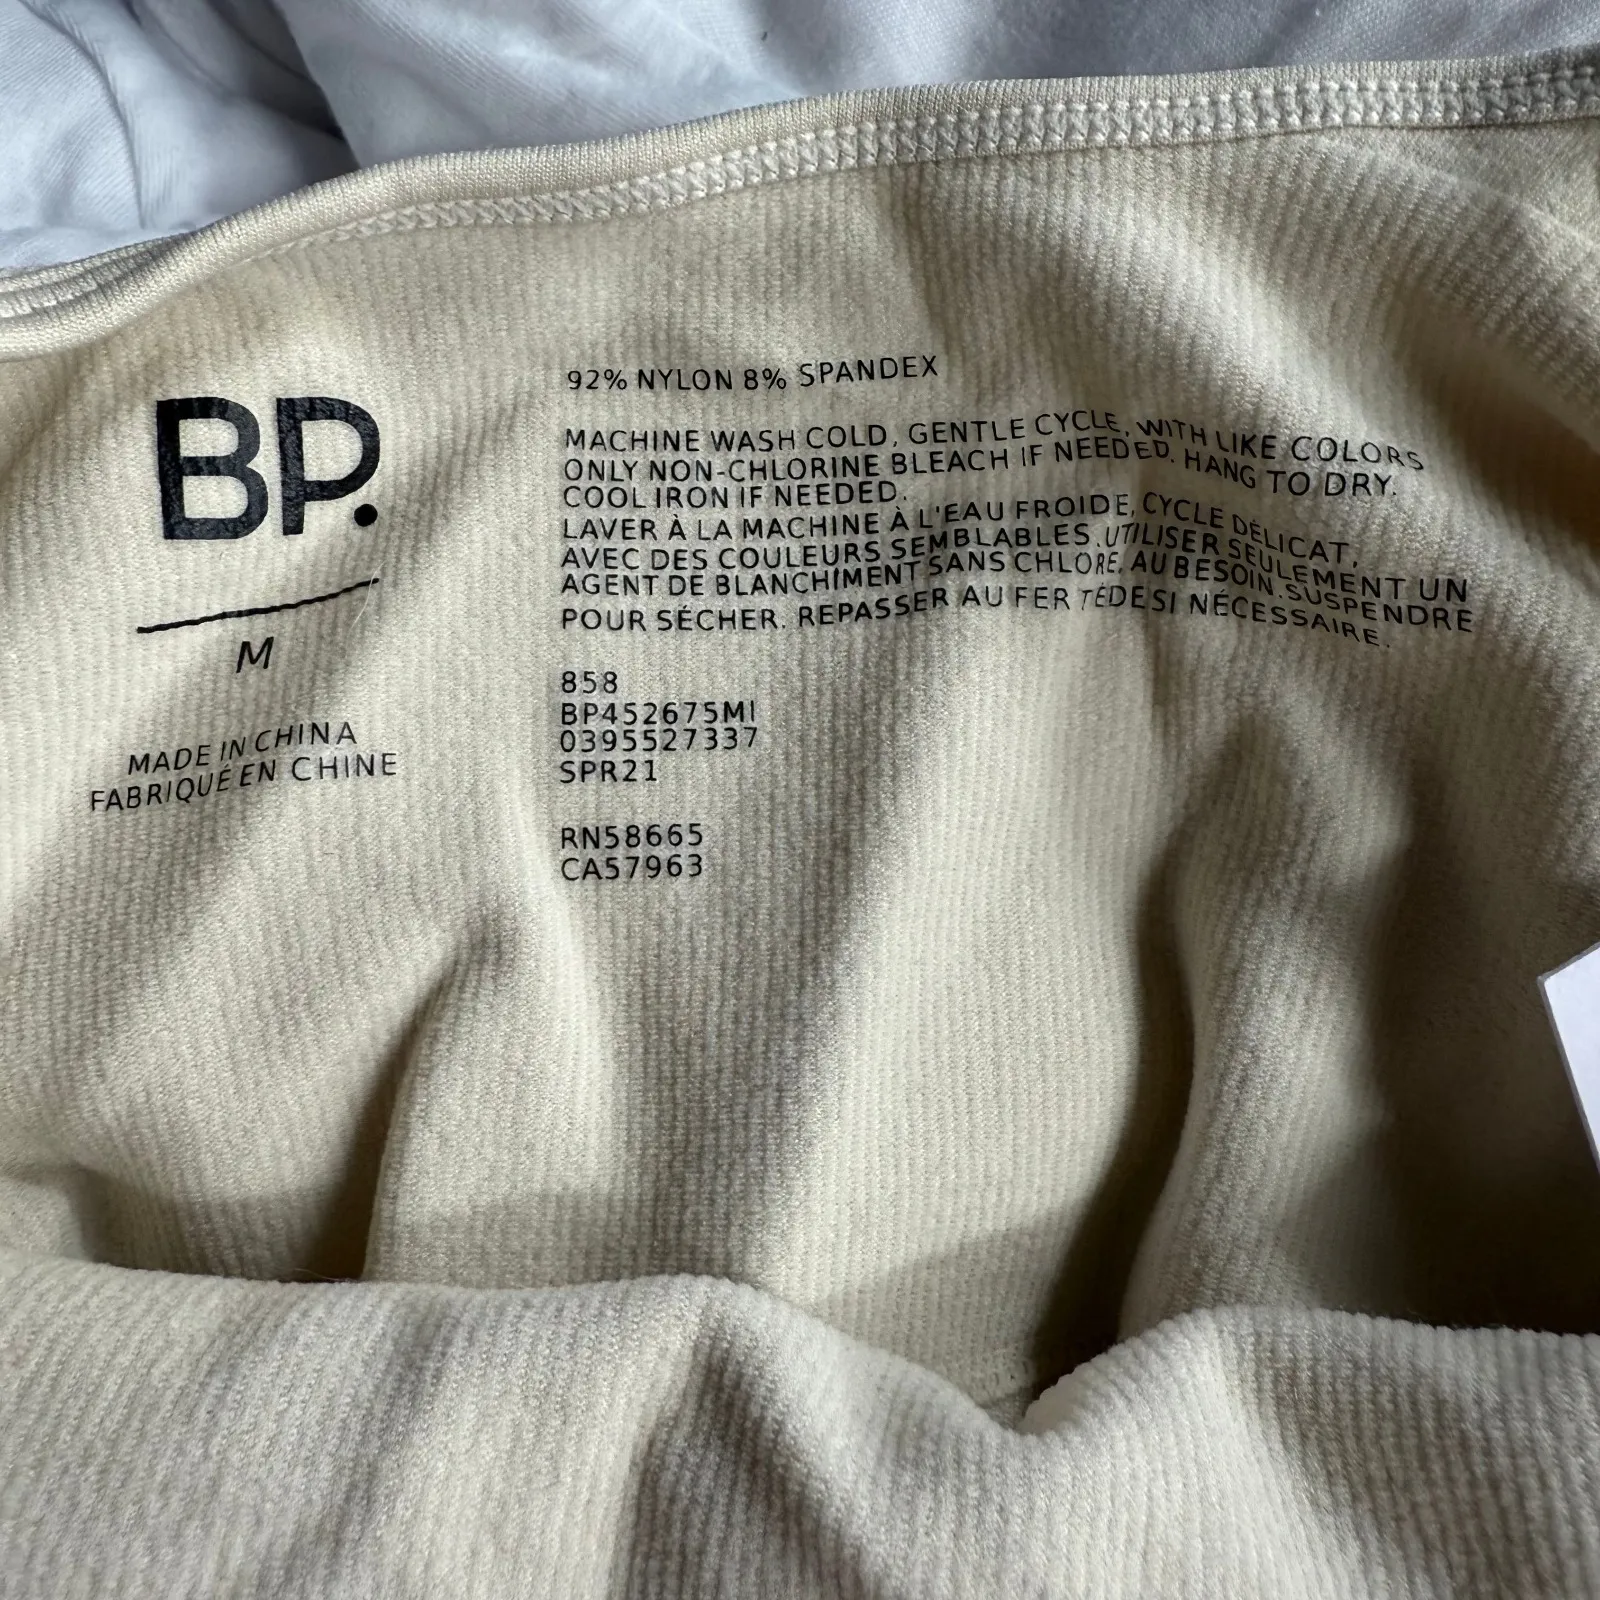 BP.
M
MADE IN CHINA
FABRIQUÉ EN CHINE
92% NYLON 8% SPANDEX
MACHINE WASH COLD, GENTLE CYCLE, WITH LIKE COLORS
ONLY NON-CHLORINE BLEACH IF NEEDED. HANG TO DRY.
COOL IRON IF NEEDED.
LAVER À LA MACHINE À L'EAU FROIDE, CYCLE DÉLICAT,
AVEC DES COULEURS SEMBLABLES. UTILISER SEULEMENT UN
AGENT DE BLANCHIMENT SANS CHLORE, AU BESOIN. SUSPENDRE
POUR SÉCHER. REPASSER AU FER TÉDE SI NÉCESSAIRE.
858
BP452675MI
0395527337
SPR21
RN58665
CA57963